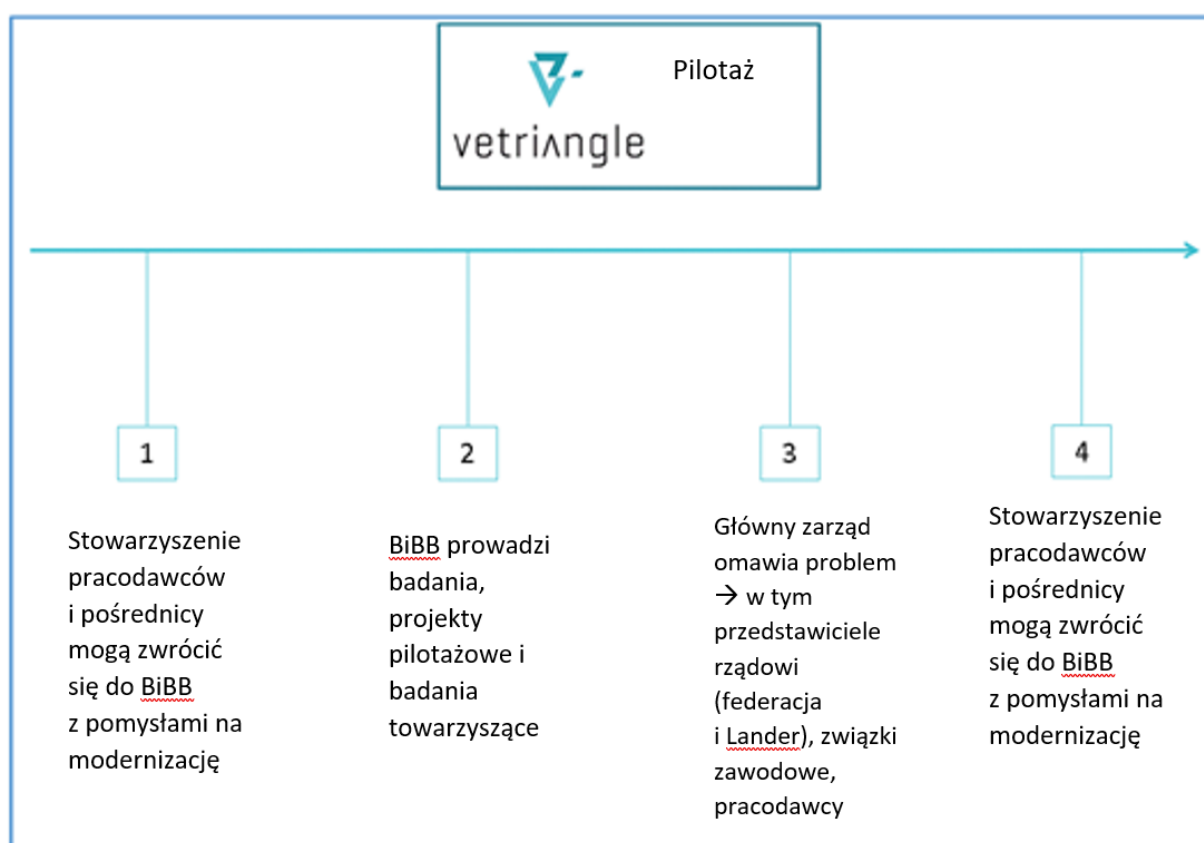 Pilotaż
vetriʌngle
1
Stowarzyszenie
pracodawców
i pośrednicy
mogą zwrócić
się do BiBB
z pomysłami na
modernizację
2
BiBB prowadzi
badania,
projekty
pilotażowe i
badania
towarzyszące
3
Główny zarząd
omawia problem
→ w tym
przedstawiciele
rządowi
(federacja
i Lander), związki
zawodowe,
pracodawcy
4
Stowarzyszenie
pracodawców
i pośrednicy
mogą zwrócić
się do BiBB
z pomysłami na
modernizację